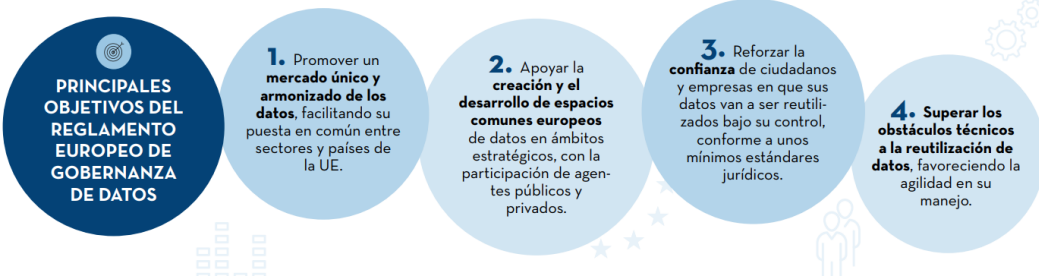 PRINCIPALES
OBJETIVOS DEL
REGLAMENTO
EUROPEO DE
GOBERNANZA
DE DATOS
1. Promover un
mercado único y
armonizado de los
datos, facilitando su
puesta en común entre
sectores y países de
la UE.
2. Apoyar la
creación y el
desarrollo de espacios
comunes europeos
de datos en ámbitos
estratégicos, con la
participación de agen-
tes públicos y
privados.
3. Reforzar la
confianza de ciudadanos
y empresas en que sus
datos van a ser reutili-
zados bajo su control,
conforme a unos
mínimos estándares
jurídicos.
4. Superar los
obstáculos técnicos
a la reutilización de
datos, favoreciendo la
agilidad en su
manejo.